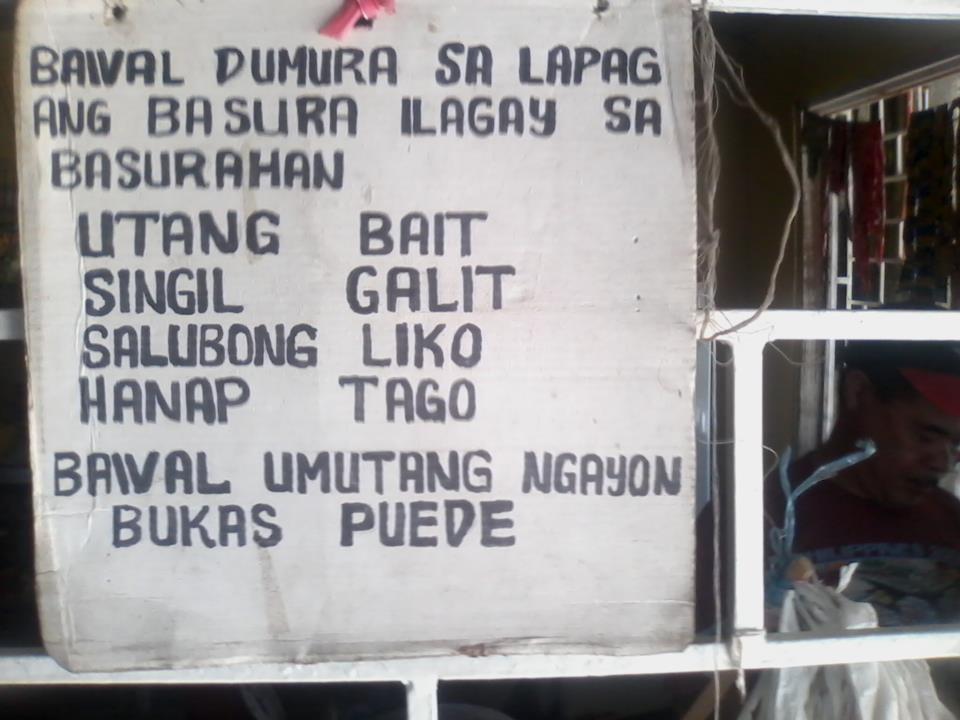 BAWAL DUMURA SA LAPAG
ANG BASURA ILAGAY SA
BASURAHAN
UTANG BAIT
SINGIL GALIT
SALUBONG LIKO
HANAP TAGO
BAWAL UMUTANG NGAYON
BUKAS PUEDE